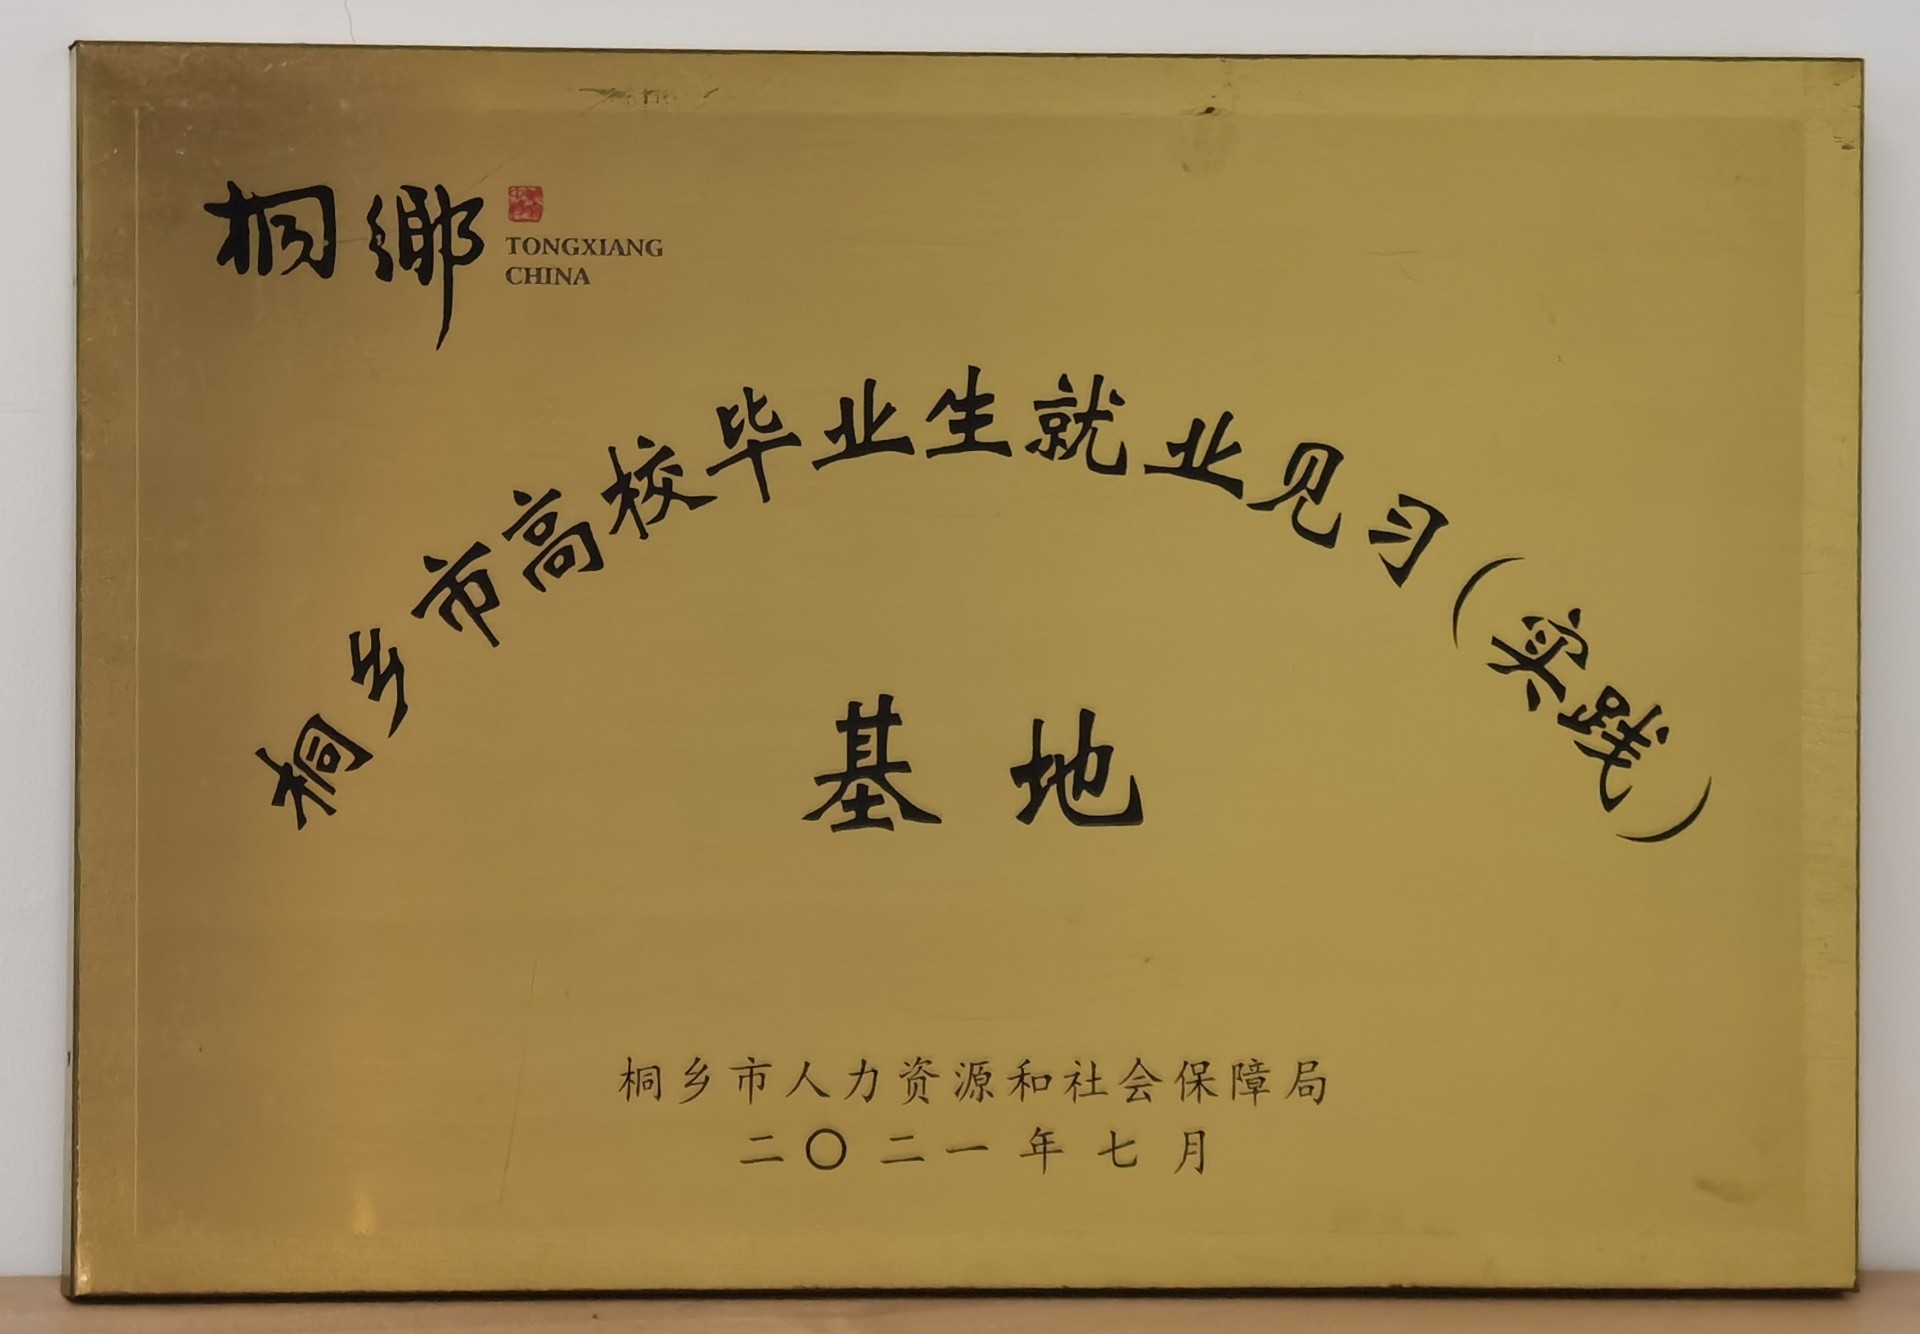 桐鄉
TONGXIANG
CHINA
桐乡市高校毕业生就业见习（实践）
基地
桐乡市人力资源和社会保障局
二〇二一年七月